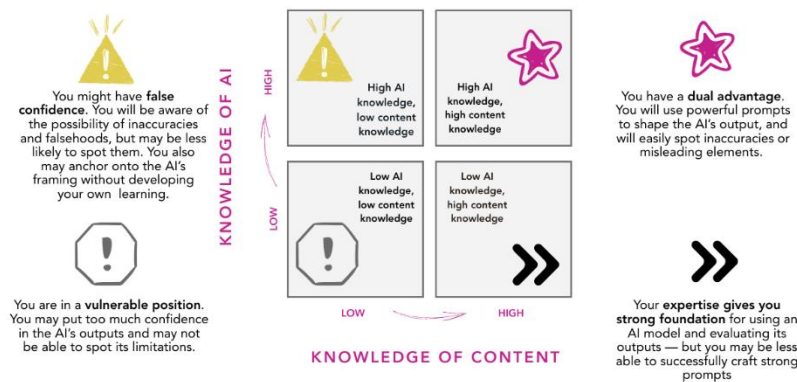 You might have false
confidence. You will be aware of
the possibility of inaccuracies
and falsehoods, but may be less
likely to spot them. You also
may anchor onto the AI's
framing without developing
your own learning.
You are in a vulnerable position.
You may put too much confidence
in the AI's outputs and may not
be able to spot its limitations.
KNOWLEDGE OF AI
HIGH
LOW
High AI
knowledge,
low content
knowledge
High AI
knowledge,
high content
knowledge
Low AI
knowledge,
low content
knowledge
Low AI
knowledge,
high content
knowledge
LOW
HIGH
KNOWLEDGE OF CONTENT
You have a dual advantage.
You will use powerful prompts
to shape the AI's output, and
will easily spot inaccuracies or
misleading elements.
Your expertise gives you
strong foundation for using an
AI model and evaluating its
outputs — but you may be less
able to successfully craft strong
prompts